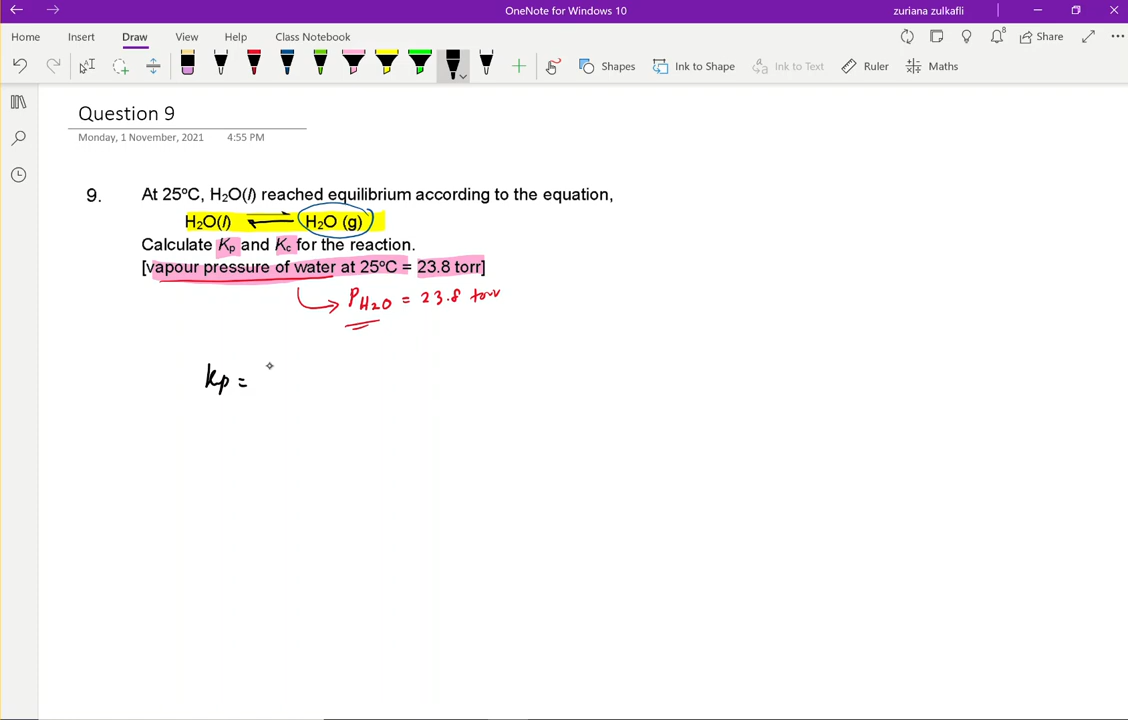 OneNote for Windows 10
zuriana zulkafli
Home Insert Draw View Help Class Notebook
8
Share
Shapes
Ink to Shape
Ink to Text
Ruler
Maths
Question 9
Monday, 1 November, 2021 4:55 PM
9. At 25ºC, H₂O(l) reached equilibrium according to the equation,
H₂O(l) ⇌ H₂O (g)
Calculate Kp and Kc for the reaction.
[vapour pressure of water at 25ºC = 23.8 torr]
P H₂O = 23.8 torr
Kp =